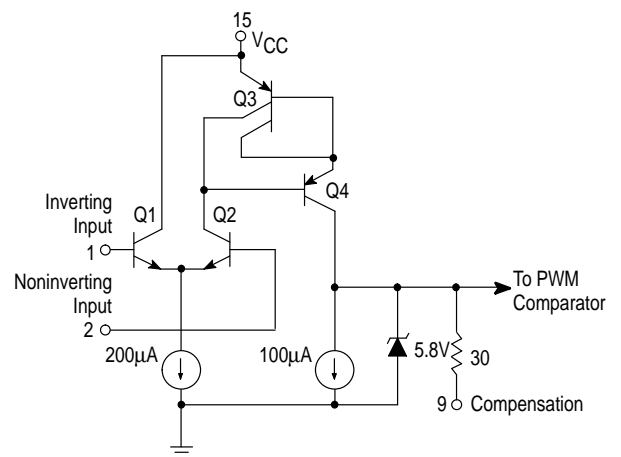 15
VCC
Q3
Q4
Inverting
Input
Q1
Q2
1
Noninverting
Input
2
To PWM
Comparator
200µA
100µA
5.8V
30
9
Compensation